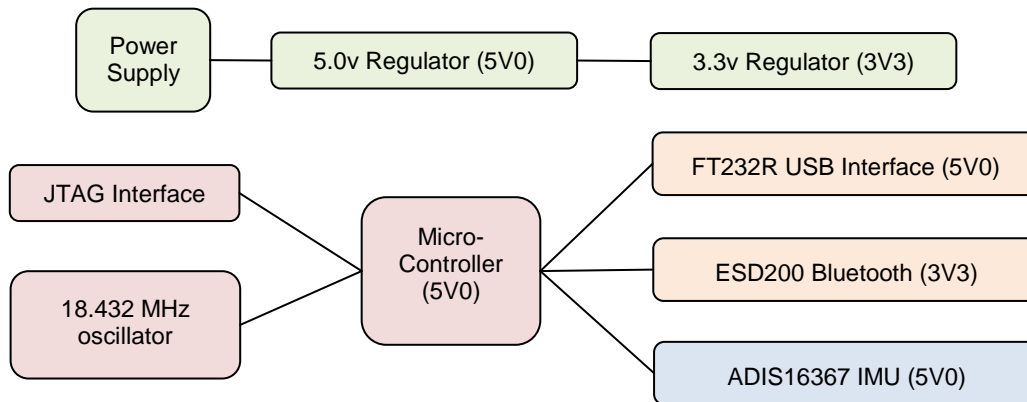 Power
Supply
5.0v Regulator (5V0)
3.3v Regulator (3V3)
JTAG Interface
18.432 MHz
oscillator
Micro-
Controller
(5V0)
FT232R USB Interface (5V0)
ESD200 Bluetooth (3V3)
ADIS16367 IMU (5V0)